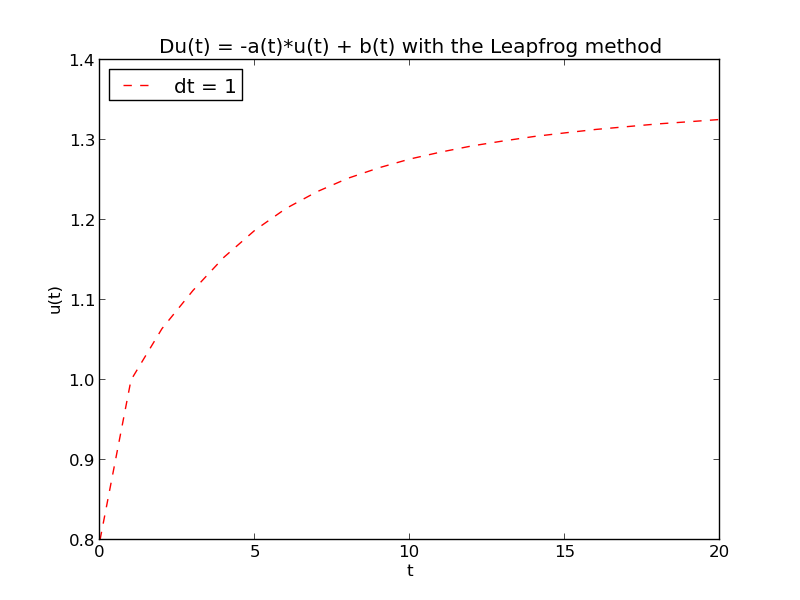 Du(t) = -a(t)*u(t) + b(t) with the Leapfrog method
dt = 1
1.4
1.3
1.2
1.1
1.0
0.9
0.8
u(t)
0 5 10 15 20
t